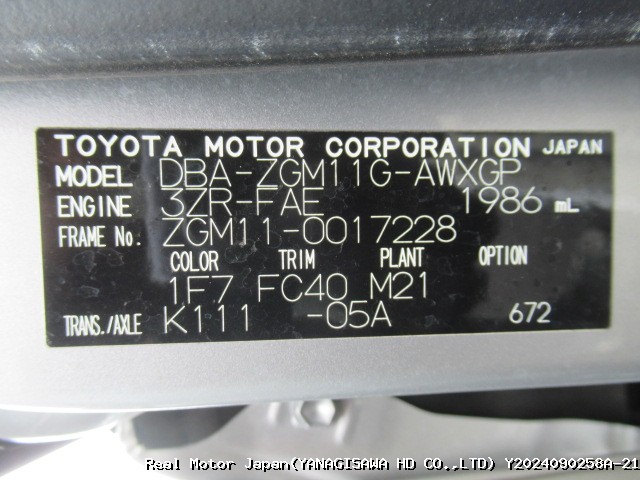 TOYOTA MOTOR CORPORATION JAPAN
MODEL DBA-ZGM11G-AWXGP
ENGINE 3ZR-FAE 1986 mL
FRAME No. ZGM11-0017228
COLOR TRIM PLANT OPTION
1F7 FC40 M21
TRANS./AXLE K111 -05A 672
Real Motor Japan(YANAGISAWA HD CO.,LTD) Y2024090258A-21